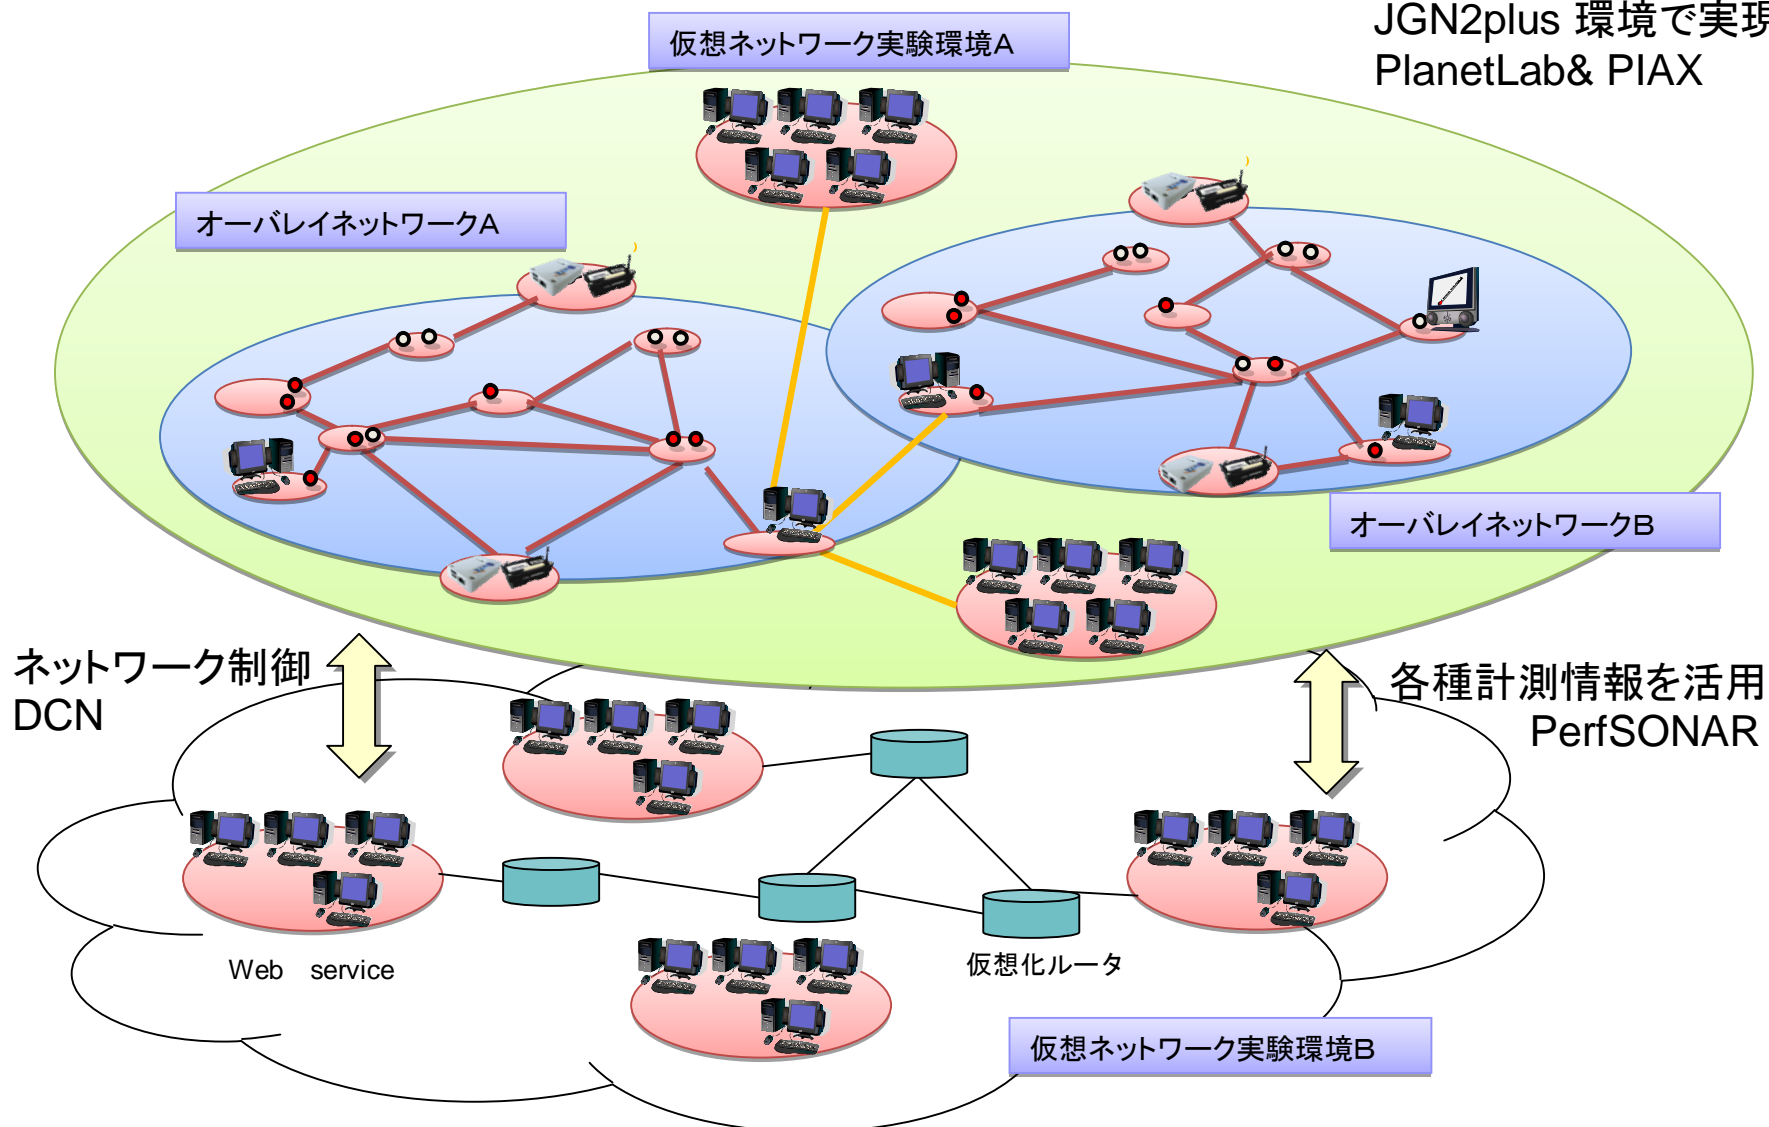 JGN2plus 環境で実現
PlanetLab& PIAX
仮想ネットワーク実験環境A
オーバレイネットワークA
オーバレイネットワークB
ネットワーク制御
DCN
各種計測情報を活用
PerfSONAR
Web service
仮想化ルータ
仮想ネットワーク実験環境B